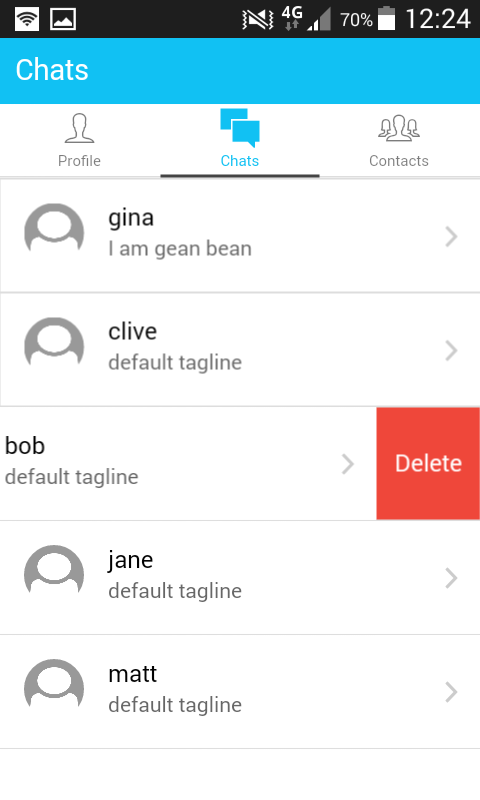 4G 70% 12:24
Chats
Profile Chats Contacts
gina
I am gean bean
clive
default tagline
bob
default tagline
Delete
jane
default tagline
matt
default tagline